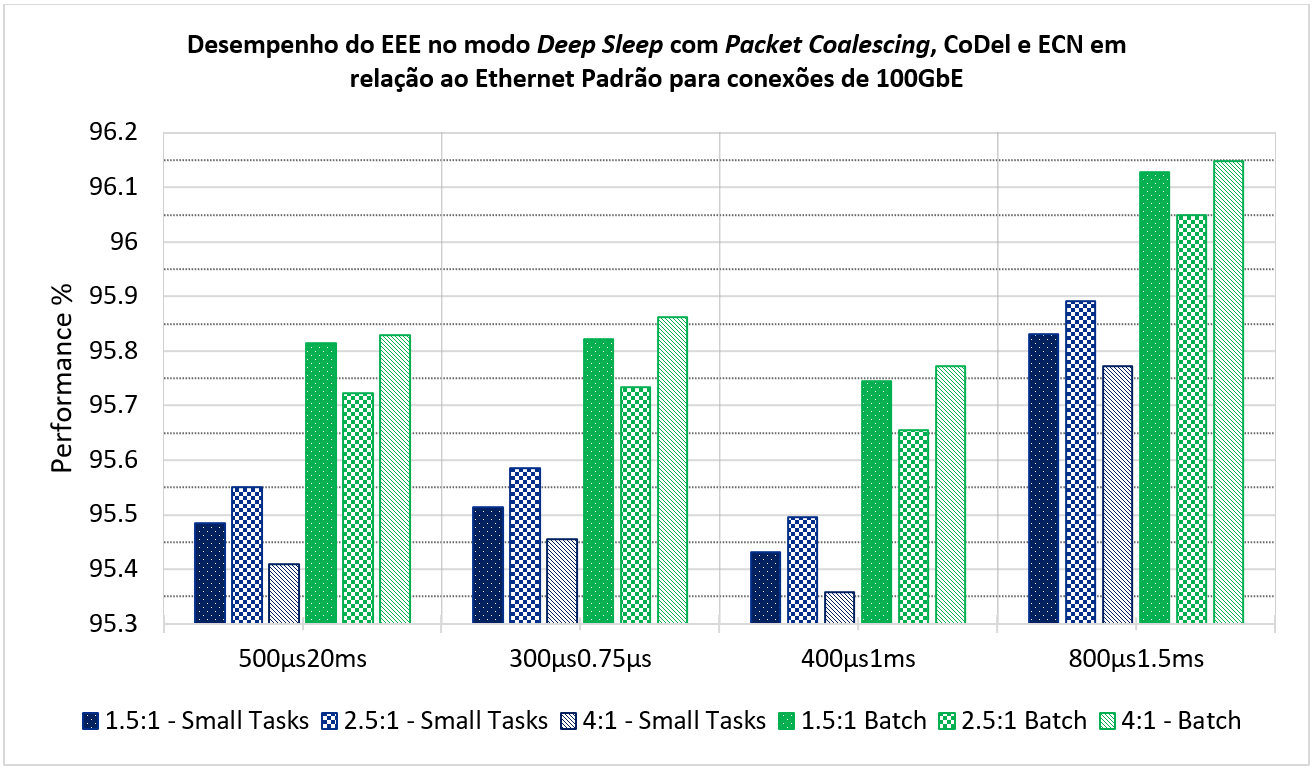 Desempenho do EEE no modo Deep Sleep com Packet Coalescing, CoDel e ECN em
relação ao Ethernet Padrão para conexões de 100GbE
Performance %
96.2
96.1
96
95.9
95.8
95.7
95.6
95.5
95.4
95.3
500μs20ms
300μs0.75μs
400μs1ms
800μs1.5ms
1.5:1 - Small Tasks
2.5:1 - Small Tasks
4:1 - Small Tasks
1.5:1 Batch
2.5:1 Batch
4:1 - Batch